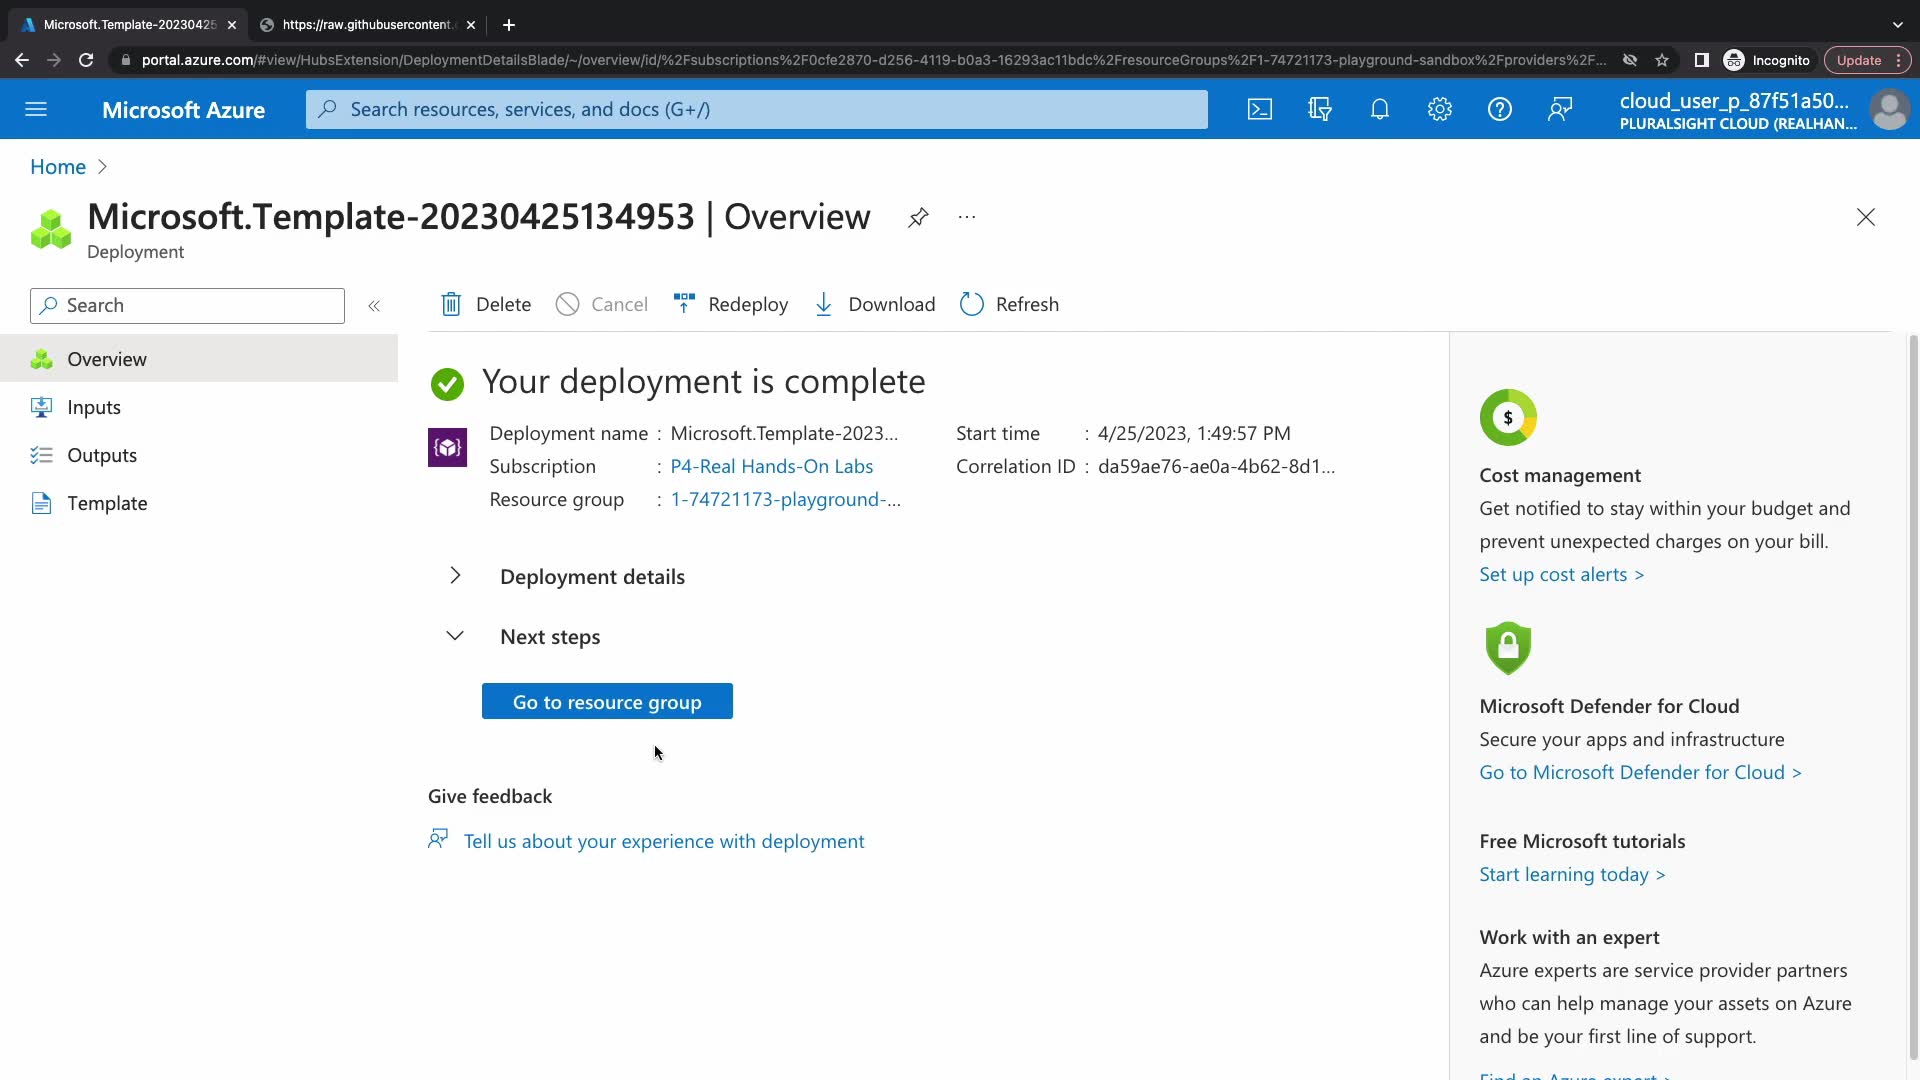 Microsoft.Template-20230425
https://raw.githubusercontent.
portal.azure.com/#view/HubsExtension/DeploymentDetailsBlade/~/overview/id/%2Fsubscriptions%2F0cfe2870-d256-4119-b0a3-16293ac11bdc%2FresourceGroups%2F1-74721173-playground-sandbox%2Fproviders%2F...
Incognito
Update
Microsoft Azure
Search resources, services, and docs (G+/)
cloud_user_p_87f51a50...
PLURALSIGHT CLOUD (REALHAN...
Home
Microsoft.Template-20230425134953 | Overview
...
Deployment
Search
«
Delete
Cancel
Redeploy
Download
Refresh
Overview
Inputs
Outputs
Template
Your deployment is complete
Deployment name : Microsoft.Template-2023...
Subscription : P4-Real Hands-On Labs
Resource group : 1-74721173-playground-...
Start time : 4/25/2023, 1:49:57 PM
Correlation ID : da59ae76-ae0a-4b62-8d1...
Deployment details
Next steps
Go to resource group
Give feedback
Tell us about your experience with deployment
$
Cost management
Get notified to stay within your budget and
prevent unexpected charges on your bill.
Set up cost alerts >
Microsoft Defender for Cloud
Secure your apps and infrastructure
Go to Microsoft Defender for Cloud >
Free Microsoft tutorials
Start learning today >
Work with an expert
Azure experts are service provider partners
who can help manage your assets on Azure
and be your first line of support.
Find an Azure expert >